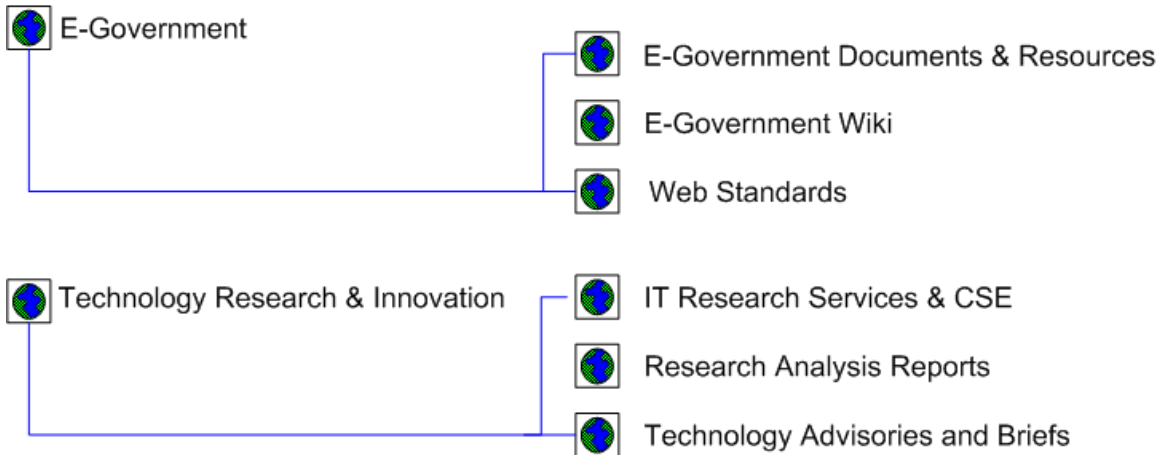 E-Government
E-Government Documents & Resources
E-Government Wiki
Web Standards
Technology Research & Innovation
IT Research Services & CSE
Research Analysis Reports
Technology Advisories and Briefs